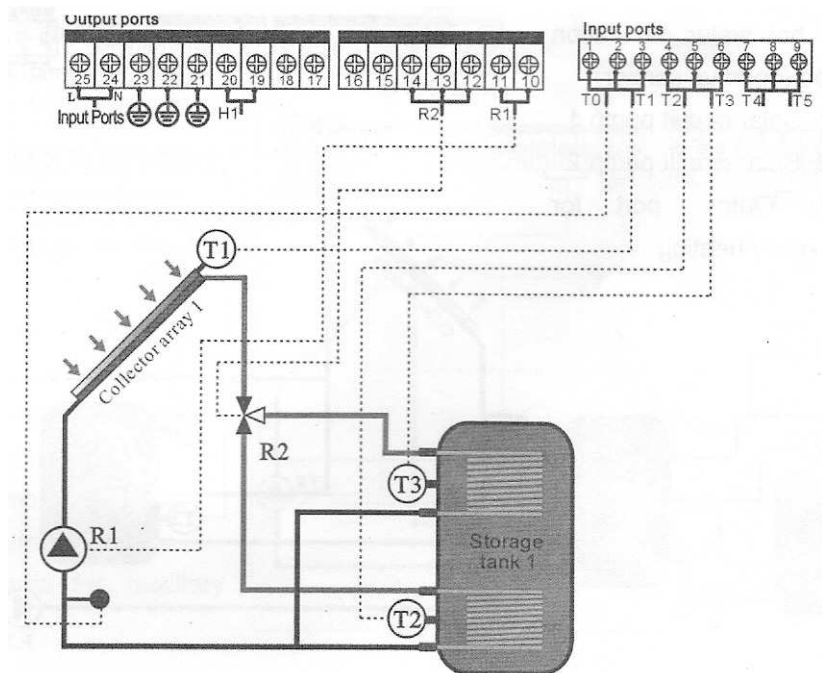 Output ports
Input ports
1 2 3 4 5 6 7 8 9
25 24 23 22 21 20 19 18 17
16 15 14 13 12 11 10
L N
Input Ports
H1
R2
R1
T0 T1 T2 T3 T4 T5
T1
Collector array 1
R2
T3
R1
Storage
tank 1
T2